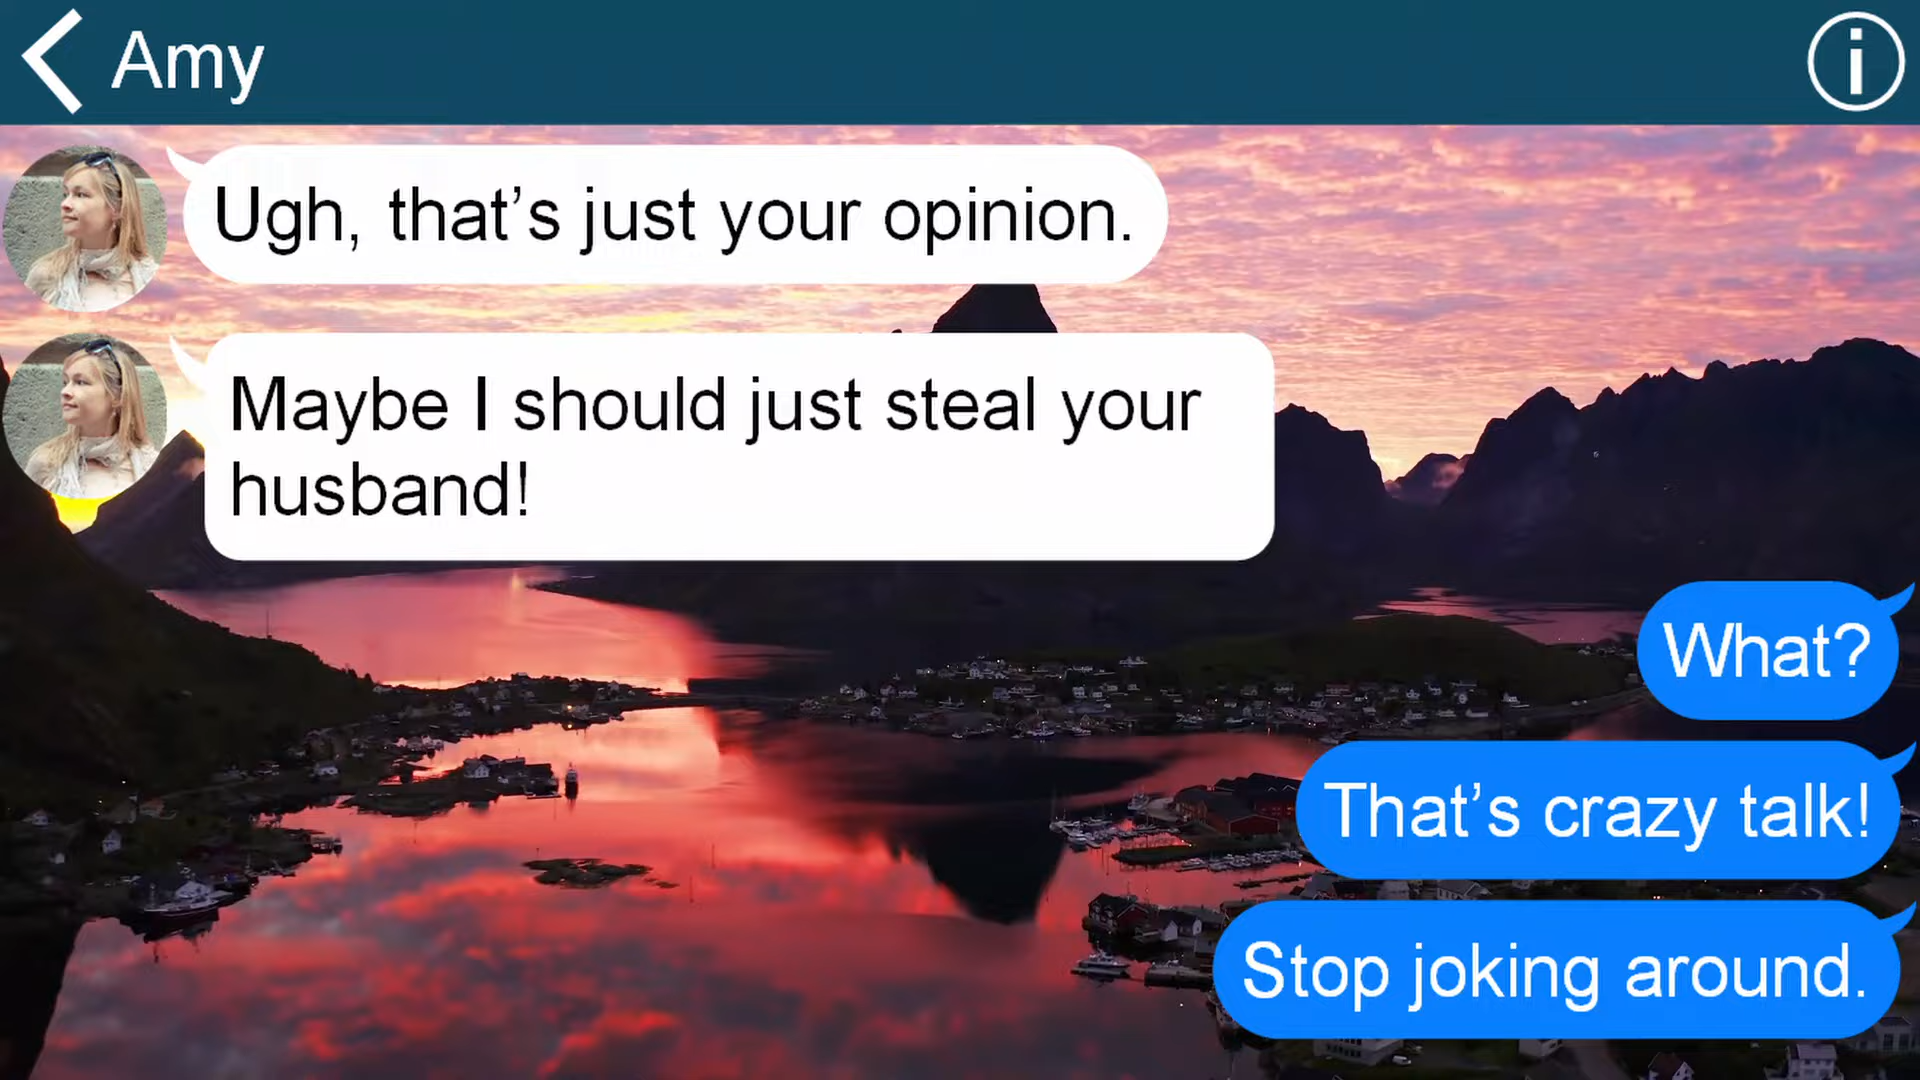 Amy
Ugh, that’s just your opinion.
Maybe I should just steal your
husband!
What?
That’s crazy talk!
Stop joking around.